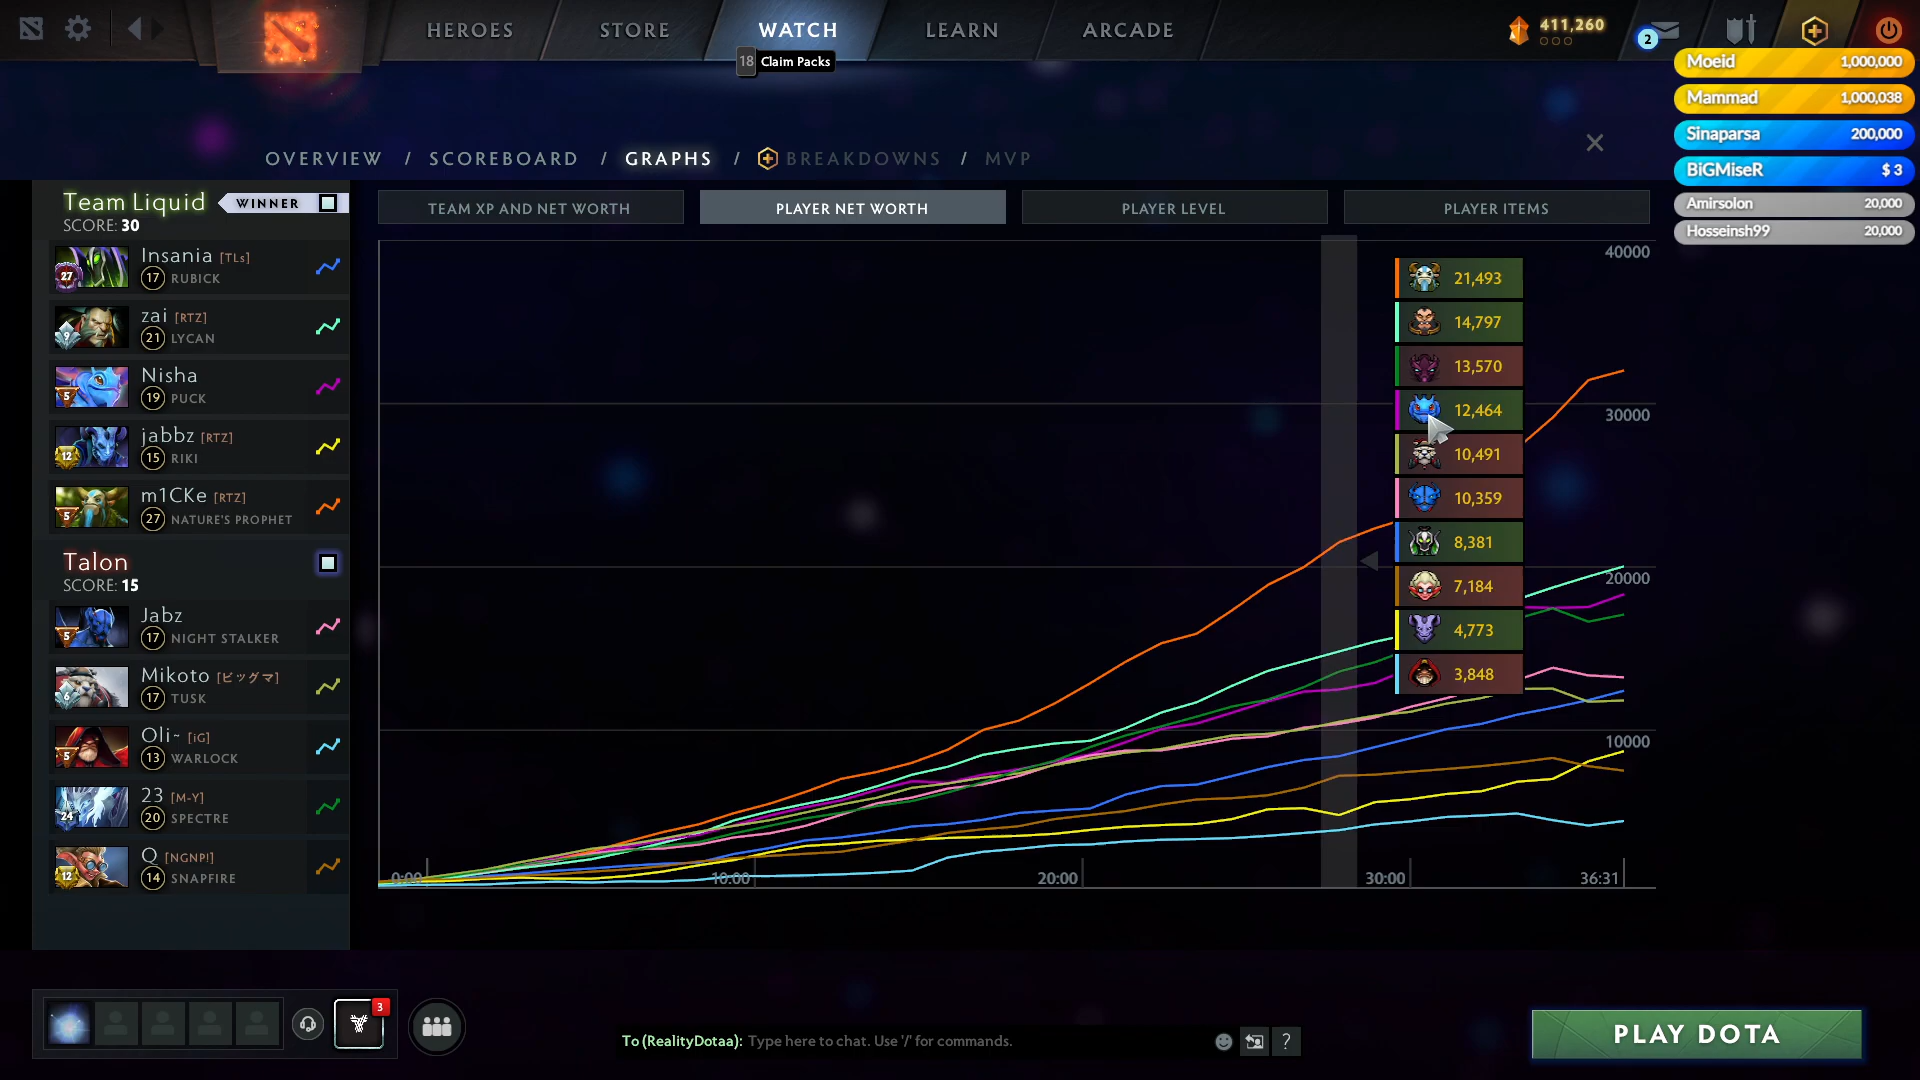 HEROES
STORE
WATCH
LEARN
ARCADE
411,260
2
18 Claim Packs
Moeid 1,000,000
Mammad 1,000,038
Sinaparsa 200,000
BiGMiseR $ 3
Amirsolon 20,000
Hosseinsh99 20,000
OVERVIEW / SCOREBOARD / GRAPHS / BREAKDOWNS / MVP
Team Liquid WINNER
SCORE: 30
27
Insania [TLs]
17 RUBICK
9
zai [RTZ]
21 LYCAN
5
Nisha
19 PUCK
12
jabbz [RTZ]
15 RIKI
5
m1CKe [RTZ]
27 NATURE'S PROPHET
Talon
SCORE: 15
5
Jabz
17 NIGHT STALKER
6
Mikoto [ビッグマ]
17 TUSK
5
Oli~ [iG]
13 WARLOCK
24
23 [M-Y]
20 SPECTRE
12
Q [NGNP!]
14 SNAPFIRE
TEAM XP AND NET WORTH
PLAYER NET WORTH
PLAYER LEVEL
PLAYER ITEMS
40000
30000
20000
10000
21,493
14,797
13,570
12,464
10,491
10,359
8,381
7,184
4,773
3,848
0:00
10:00
20:00
30:00
36:31
3
To (RealityDotaa): Type here to chat. Use '/' for commands.
?
PLAY DOTA